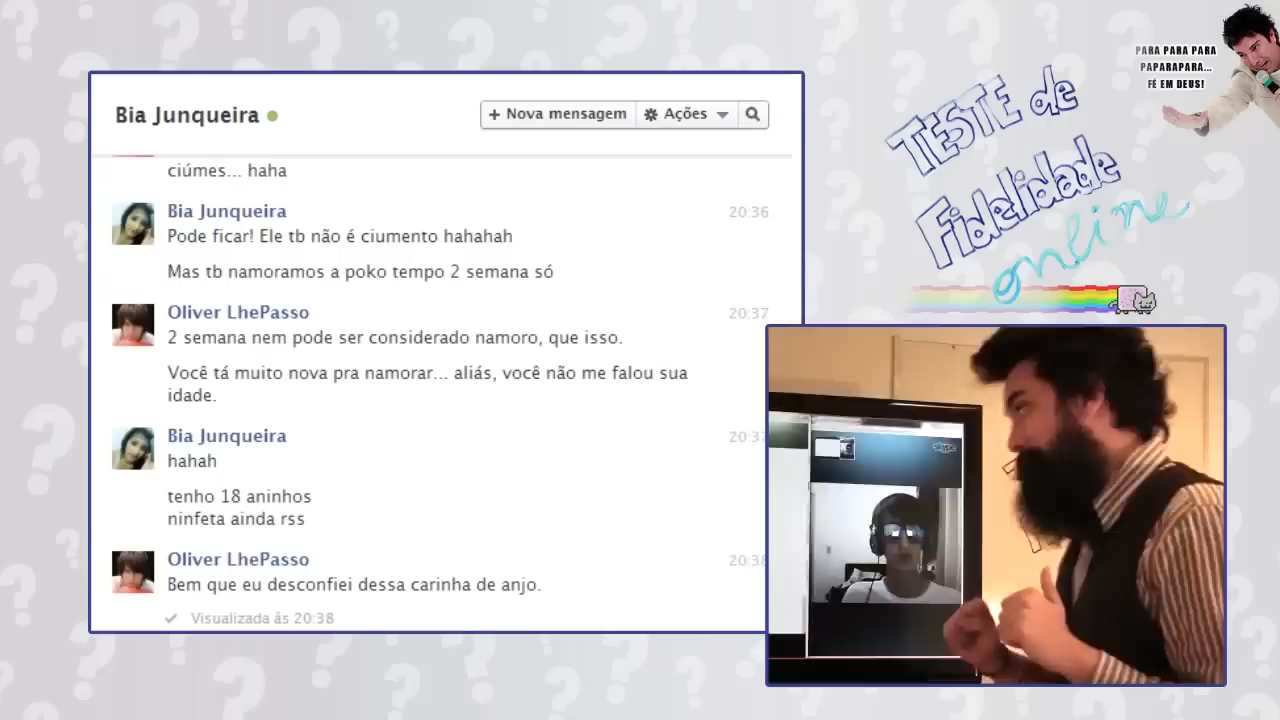 Bia Junqueira
+ Nova mensagem
Ações
ciúmes... haha
Bia Junqueira
20:36
Pode ficar! Ele tb não é ciumento hahahah
Mas tb namoramos a poko tempo 2 semana só
Oliver LhePasso
20:37
2 semana nem pode ser considerado namoro, que isso.
Você tá muito nova pra namorar... aliás, você não me falou sua
idade.
Bia Junqueira
20:37
hahah
tenho 18 aninhos
ninfeta ainda rss
Oliver LhePasso
20:38
Bem que eu desconfiei dessa carinha de anjo.
Visualizada ás 20:38
PARA PARA PARA
PAPARAPARA...
FÉ EM DEUS!
TESTE de
Fidelidade
online
skype